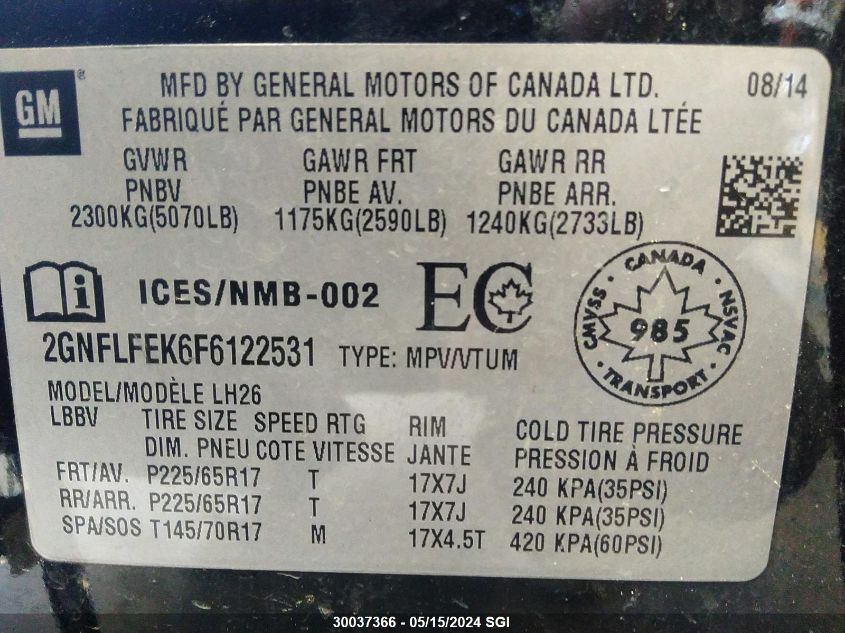 GM ®
MFD BY GENERAL MOTORS OF CANADA LTD. 08/14
FABRIQUÉ PAR GENERAL MOTORS DU CANADA LTÉE
GVWR GAWR FRT GAWR RR
PNBV PNBE AV. PNBE ARR.
2300KG(5070LB) 1175KG(2590LB) 1240KG(2733LB)
i ICES/NMB-002 EC
CANADA
CMVSS 985 NSVAC
TRANSPORT
2GNFLFEK6F6122531 TYPE: MPV/VTUM
MODEL/MODÈLE LH26
LBBV TIRE SIZE SPEED RTG RIM COLD TIRE PRESSURE
DIM. PNEU COTE VITESSE JANTE PRESSION À FROID
FRT/AV. P225/65R17 T 17X7J 240 KPA(35PSI)
RR/ARR. P225/65R17 T 17X7J 240 KPA(35PSI)
SPA/SOS T145/70R17 M 17X4.5T 420 KPA(60PSI)
30037366 - 05/15/2024 SGI